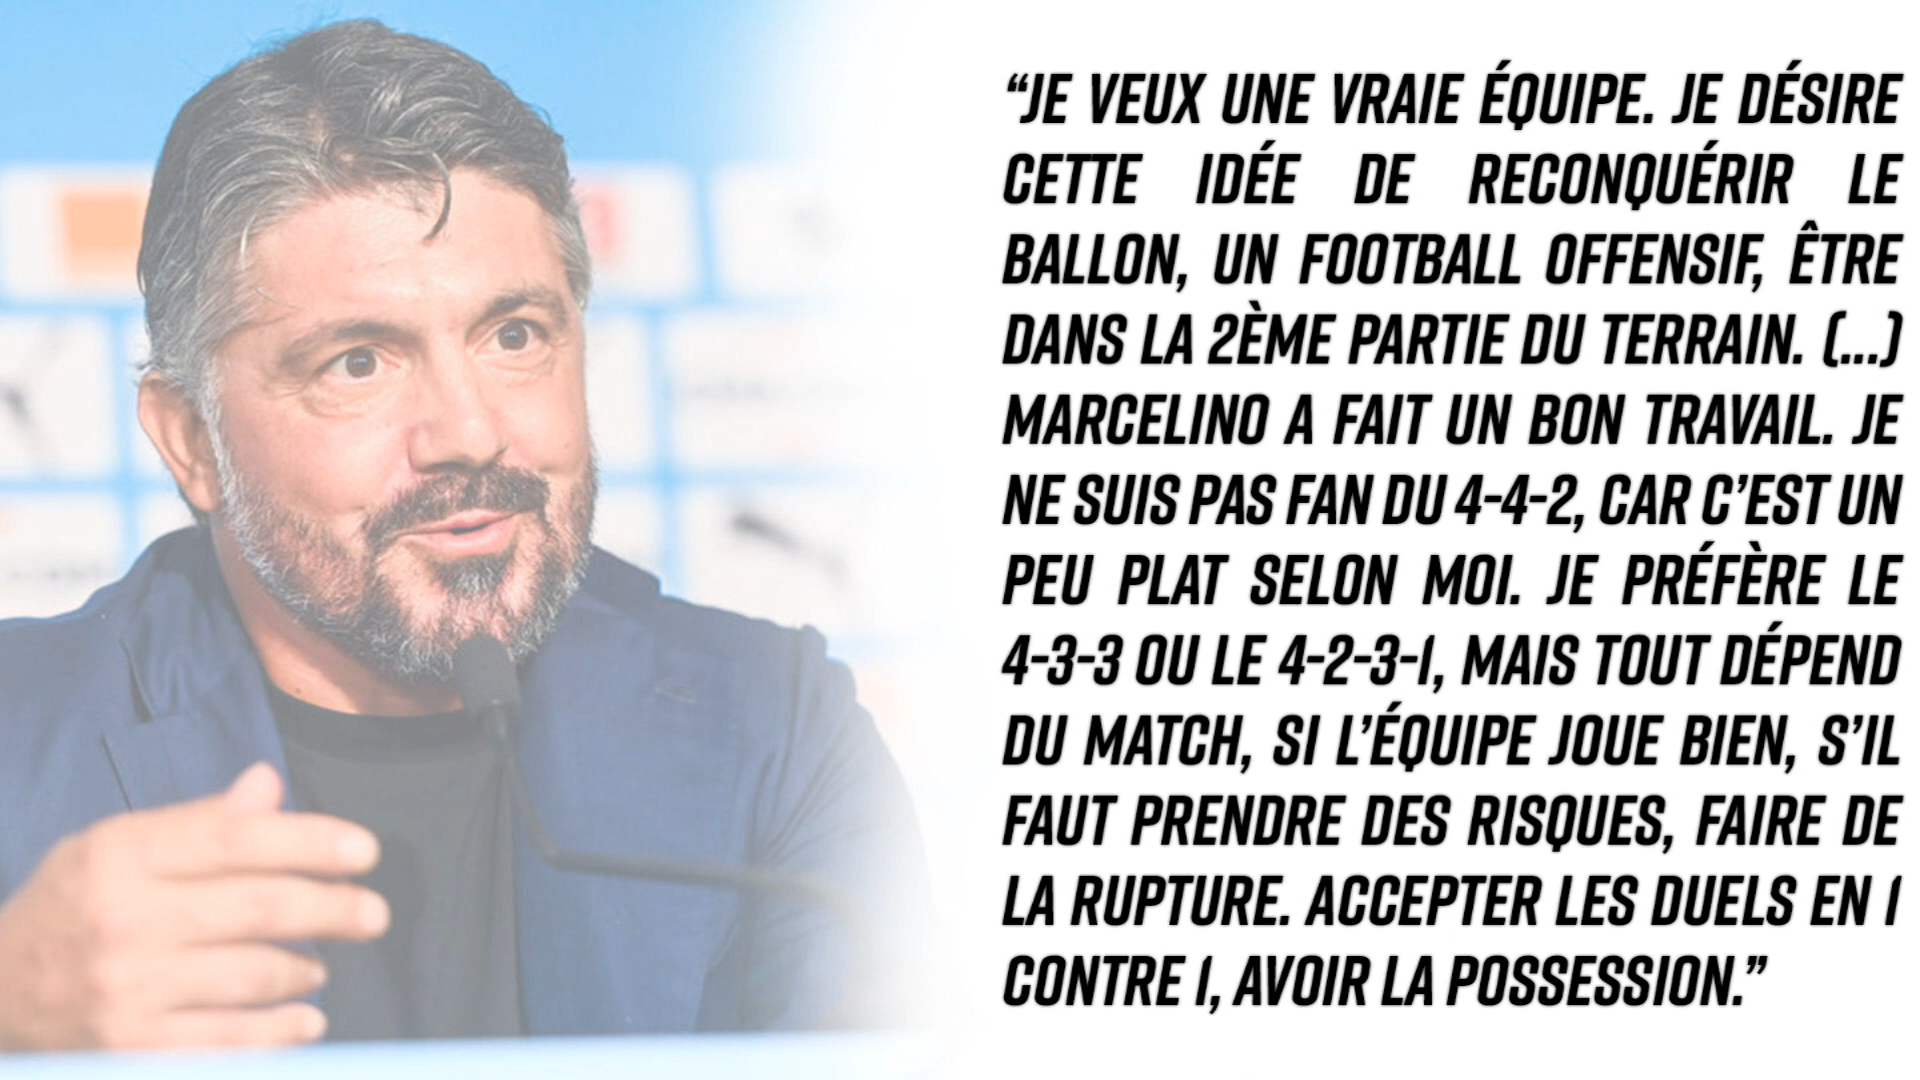 “JE VEUX UNE VRAIE ÉQUIPE. JE DÉSIRE
CETTE IDÉE DE RECONQUÉRIR LE
BALLON, UN FOOTBALL OFFENSIF, ÊTRE
DANS LA 2ÈME PARTIE DU TERRAIN. (...)
MARCELINO A FAIT UN BON TRAVAIL. JE
NE SUIS PAS FAN DU 4-4-2, CAR C’EST UN
PEU PLAT SELON MOI. JE PRÉFÈRE LE
4-3-3 OU LE 4-2-3-1, MAIS TOUT DÉPEND
DU MATCH, SI L’ÉQUIPE JOUE BIEN, S’IL
FAUT PRENDRE DES RISQUES, FAIRE DE
LA RUPTURE. ACCEPTER LES DUELS EN 1
CONTRE 1, AVOIR LA POSSESSION.”